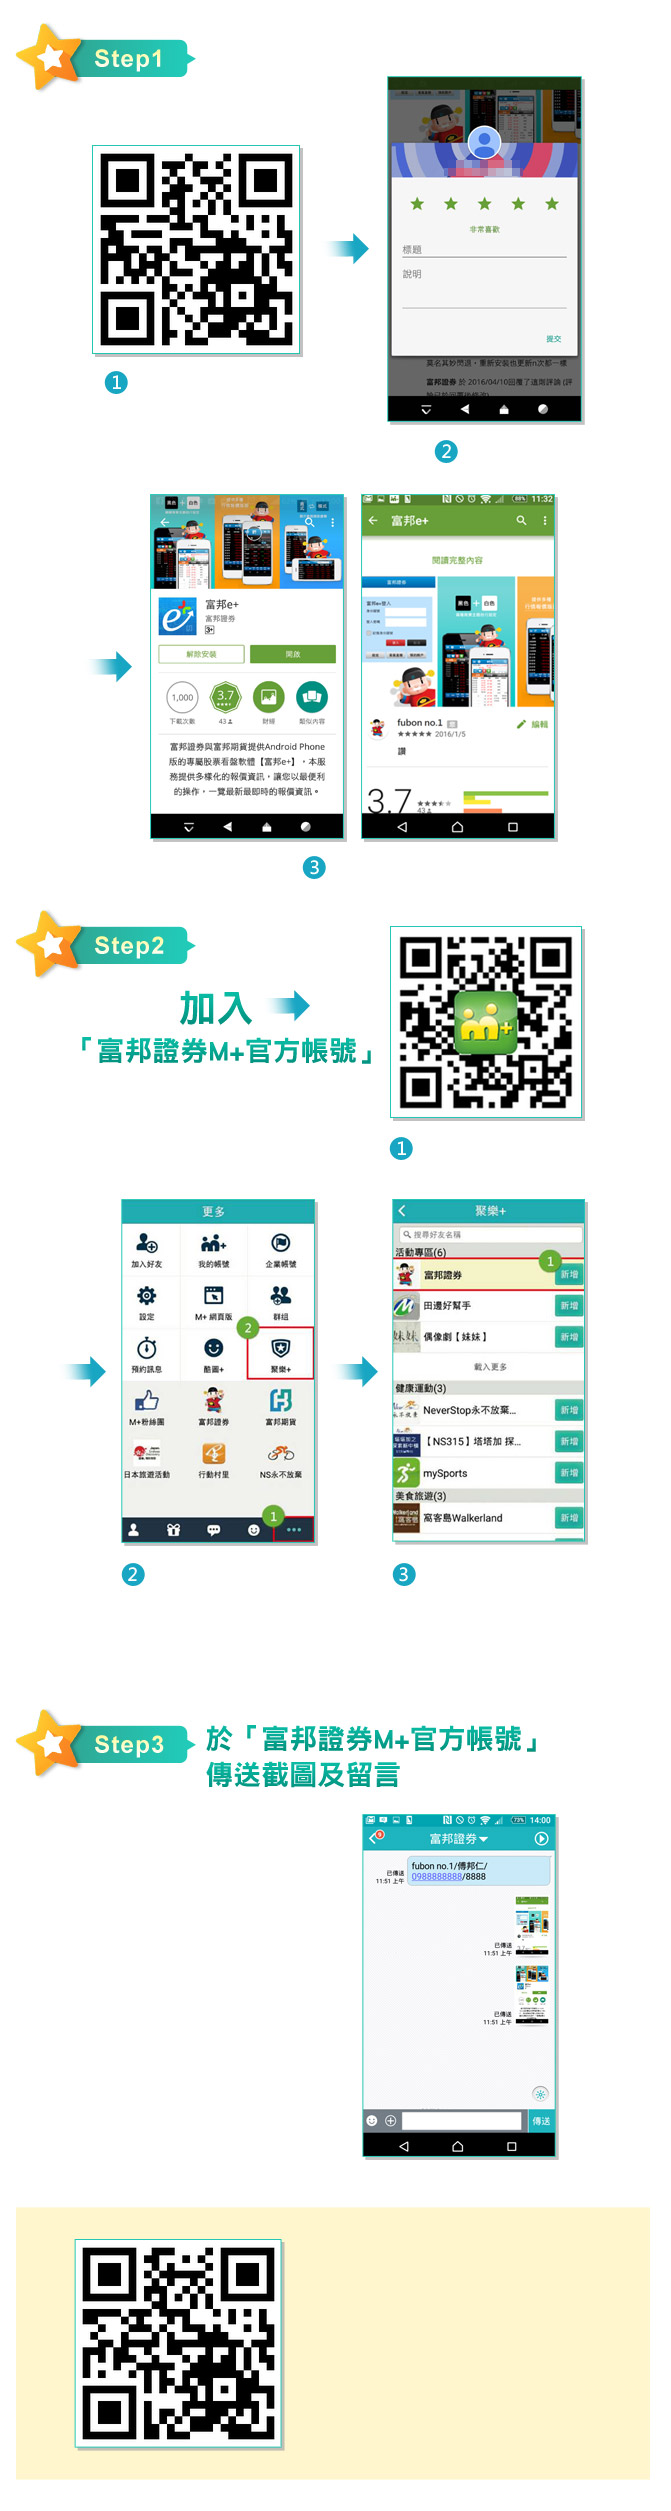 Step1
非常喜歡
標題
說明
提交
莫名其妙閃退，重新安裝也更新n次都一樣
富邦證券 於 2016/04/10回覆了這則評論 (評
1
2
黑色 + 白色
富邦e+
富邦證券
3+
解除安裝
開啟
1,000
3.7
下載次數
43
財經
類似內容
富邦證券與富邦期貨提供Android Phone
版的專屬股票看盤軟體【富邦e+】，本服
務提供多樣化的報價資訊，讓您以最便利
的操作，一覽最新最即時的報價資訊。
88% 11:32
富邦e+
閱讀完整內容
富邦證券
黑色 + 白色
fubon no.1
編輯
2016/1/5
讚
3.7
43
3
Step2
加入
「富邦證券M+官方帳號」
m+
1
更多
加入好友
我的帳號
企業帳號
設定
M+ 網頁版
群組
2
預約訊息
酷圖+
聚樂+
M+粉絲團
富邦證券
富邦期貨
日本旅遊活動
行動村里
NS永不放棄
1
2
聚樂+
搜尋好友名稱
活動專區(6)
1
富邦證券
新增
田邊好幫手
新增
偶像劇【妹妹】
新增
載入更多
健康運動(3)
NeverStop永不放棄...
新增
【NS315】塔塔加 探...
新增
mySports
新增
美食旅遊(3)
窩客島Walkerland
新增
3
Step3
於「富邦證券M+官方帳號」
傳送截圖及留言
73% 14:00
9
富邦證券
fubon no.1/傅邦仁/
0988888888/8888
已傳送
11:51 上午
已傳送
11:51 上午
已傳送
11:51 上午
傳送